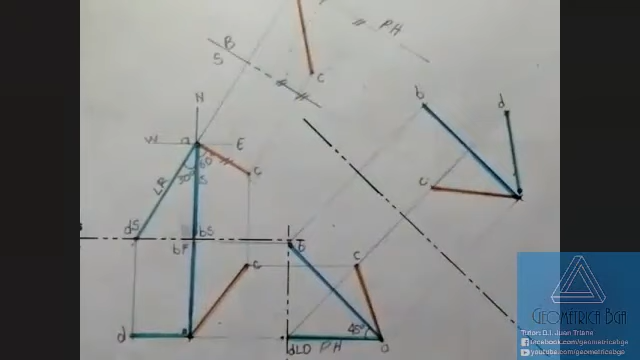 PH
B
S
c
N
W a E
60
30
S
c
LR
dS
bS
bF
c
d
b
d
c
b
c
45°
dLD PH
a
GEOMETRICA BGA
Tutor: D.I. Juan Triana
facebook.com/geometricabga
youtube.com/geometricabga